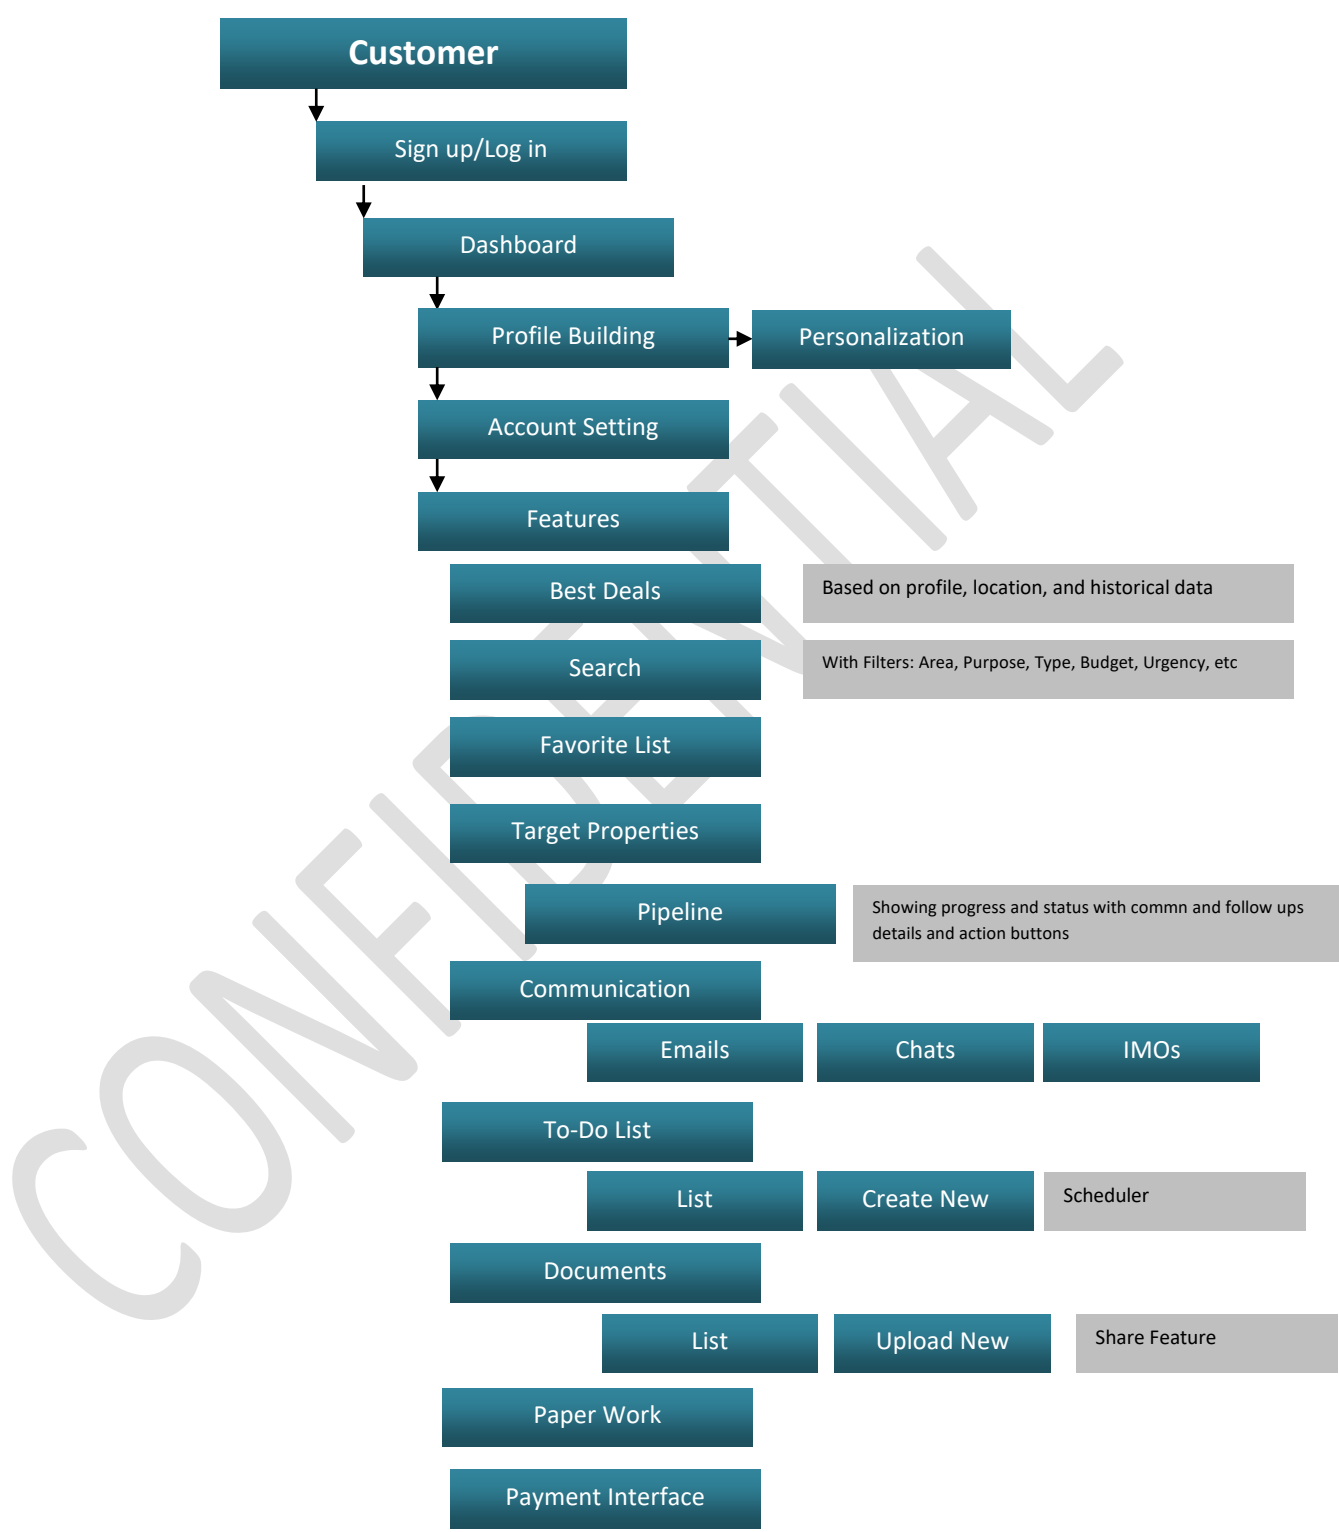 Customer
Sign up/Log in
Dashboard
Profile Building
Personalization
Account Setting
Features
Best Deals
Based on profile, location, and historical data
Search
With Filters: Area, Purpose, Type, Budget, Urgency, etc
Favorite List
Target Properties
Pipeline
Showing progress and status with commn and follow ups
details and action buttons
Communication
Emails
Chats
IMOs
To-Do List
List
Create New
Scheduler
Documents
List
Upload New
Share Feature
Paper Work
Payment Interface
CONFIDENTIAL